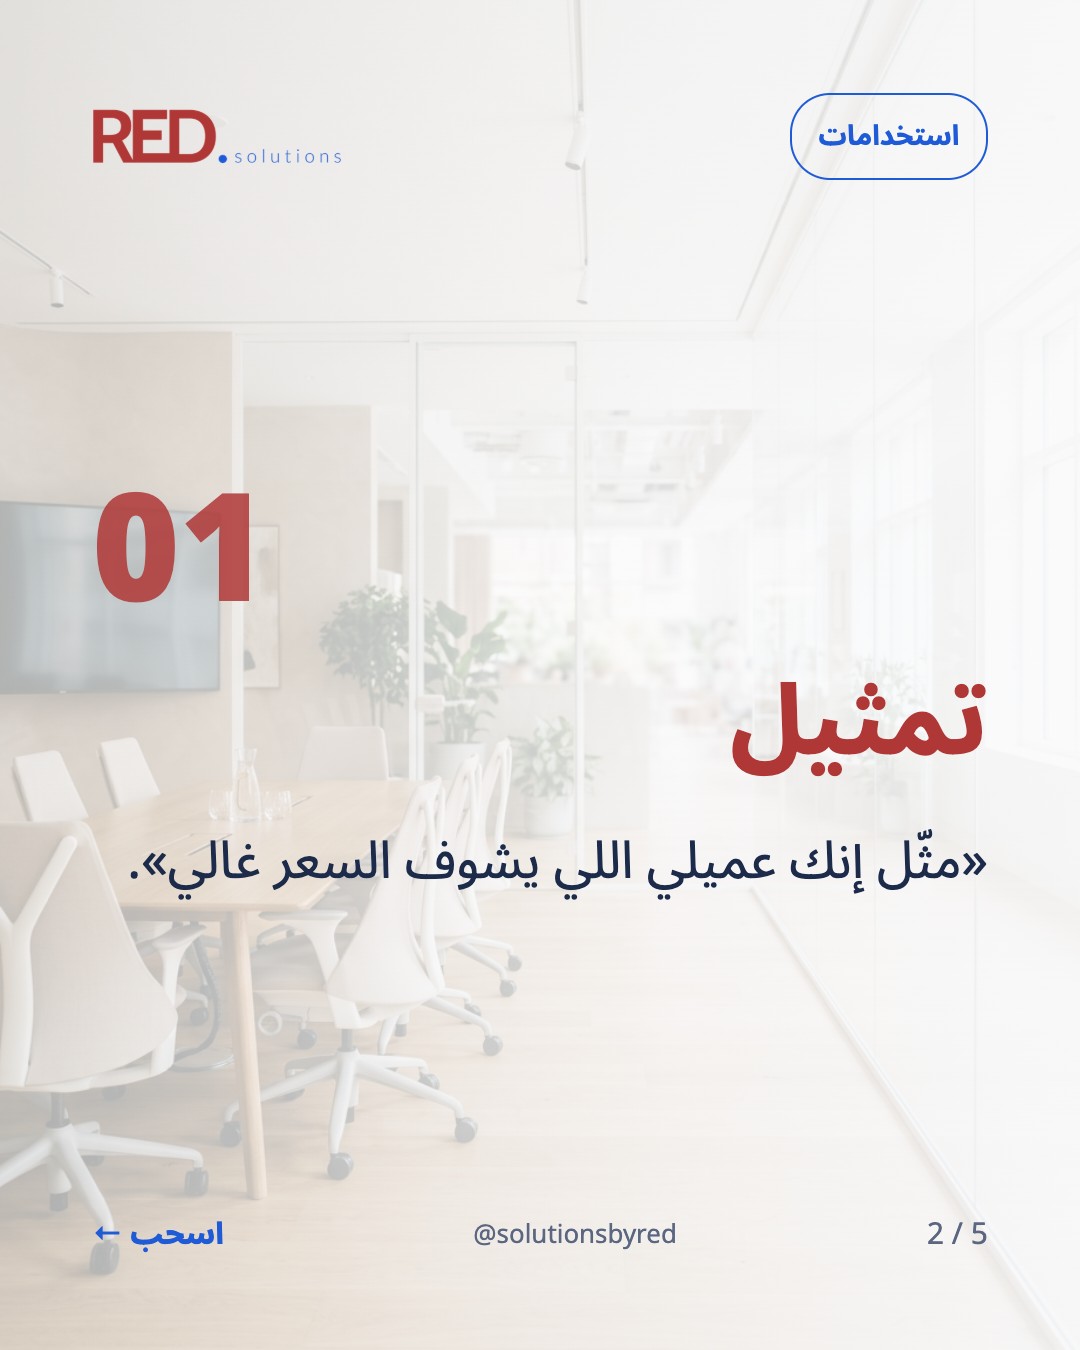 RED.solutions
استخدامات
01
تمثيل
«مثّل إنك عميلي اللي يشوف السعر غالي».
اسحب ←
@solutionsbyred
2 / 5